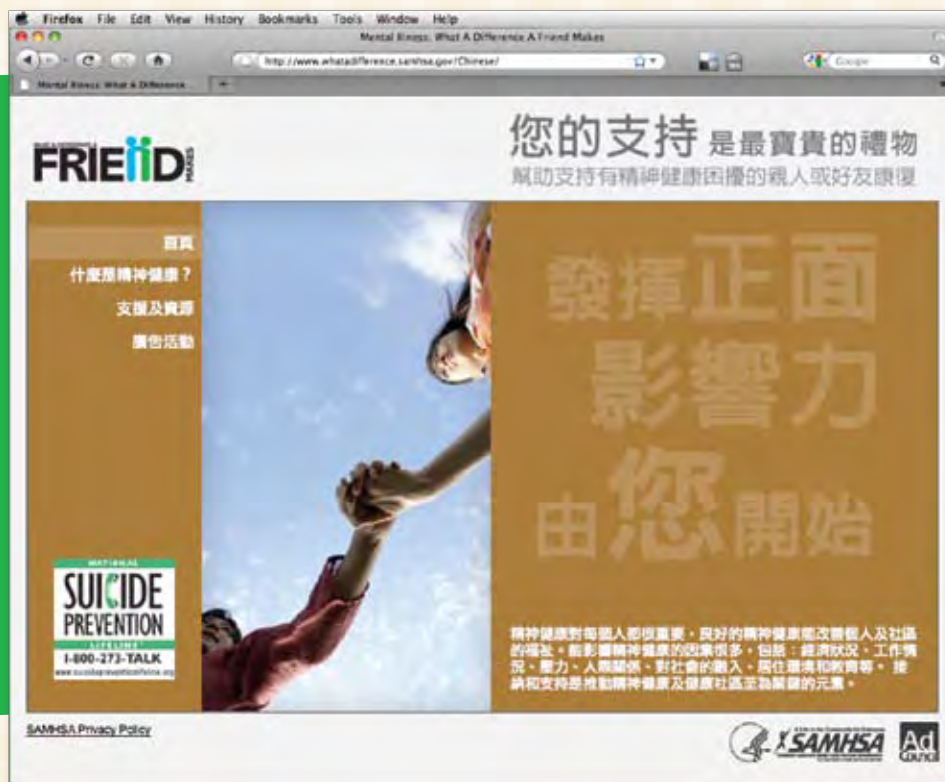 Firefox File Edit View History Bookmarks Tools Window Help
Mental Illness: What A Difference A Friend Makes
http://www.whatadifference.samhsa.gov/Chinese/
Google
Mental Illness: What A Difference...
FRIEND
MAKES
您的支持 是最寶貴的禮物
幫助支持有精神健康困擾的親人或好友康復
首頁
什麼是精神健康？
支援及資源
廣告活動
發揮正面
影響力
由您開始
NATIONAL
SUICIDE
PREVENTION
LIFELINE
1-800-273-TALK
www.suicidepreventionlifeline.org
精神健康對每個人都很重要。良好的精神健康能改善個人及社區
的福祉。能影響精神健康的因素很多，包括：經濟狀況、工作情
況、壓力、人際關係、對社會的融入、居住環境和教育等。 接
納和支持是推動精神健康及健康社區至為關鍵的元素。
SAMHSA Privacy Policy
SAMHSA
Ad
Council